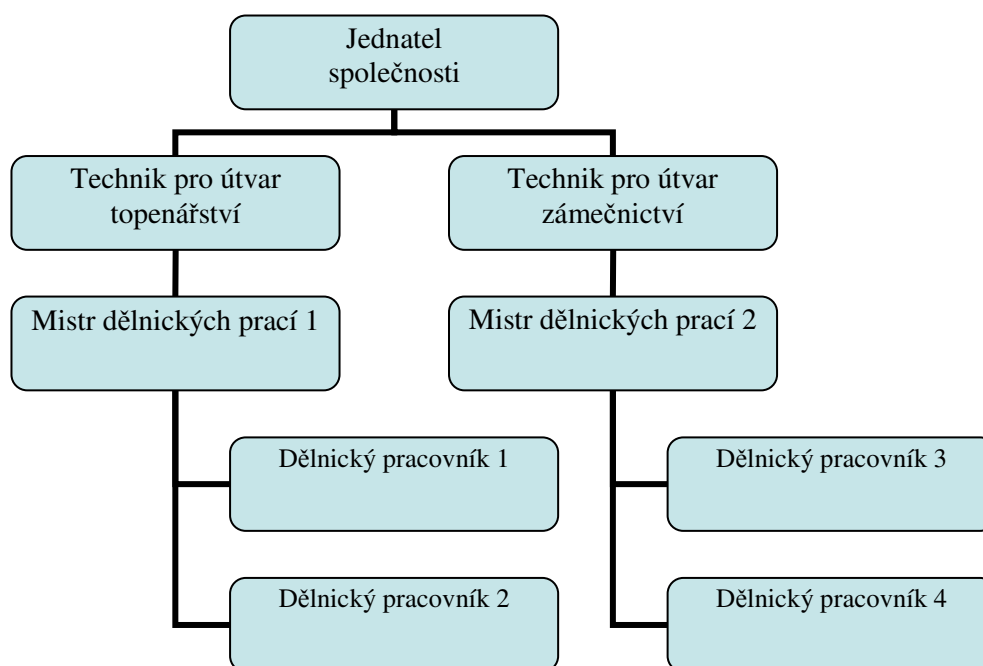 Jednatel
společnosti
Technik pro útvar
topenářství
Technik pro útvar
zámečnictví
Mistr dělnických prací 1
Mistr dělnických prací 2
Dělnický pracovník 1
Dělnický pracovník 3
Dělnický pracovník 2
Dělnický pracovník 4